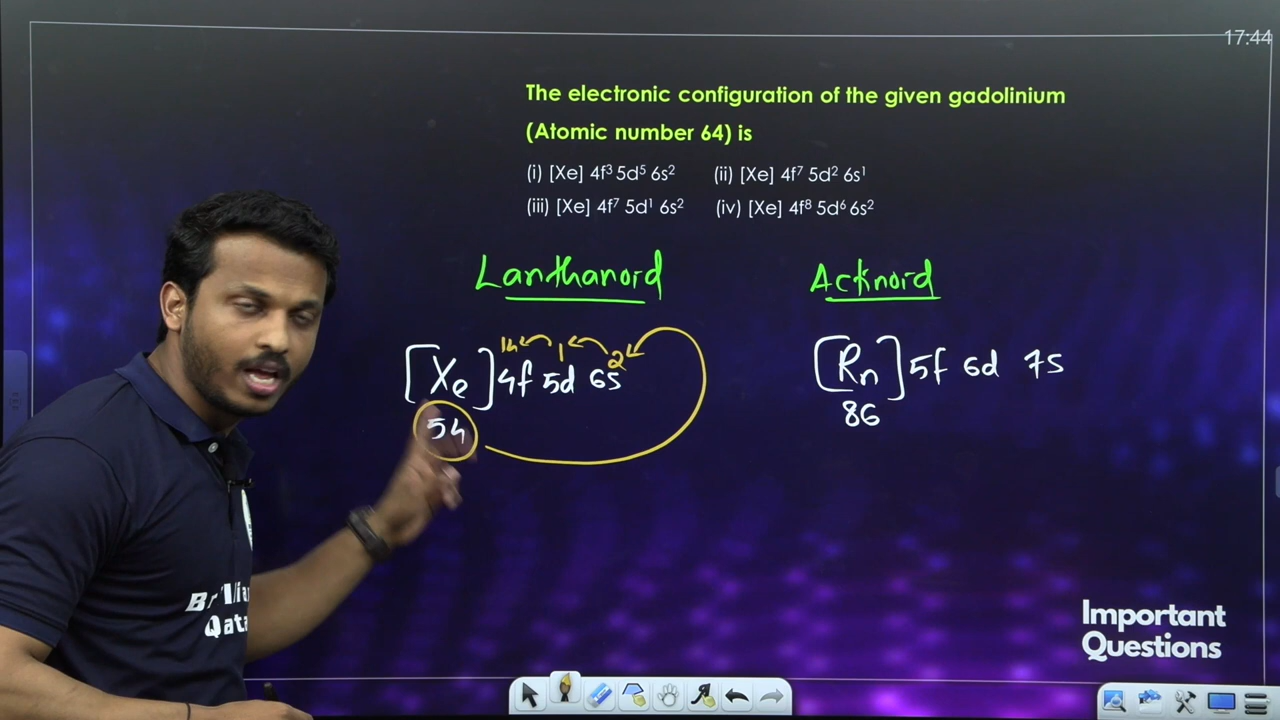 17:44
The electronic configuration of the given gadolinium
(Atomic number 64) is
(i) [Xe] 4f³ 5d⁵ 6s² (ii) [Xe] 4f⁷ 5d² 6s¹
(iii) [Xe] 4f⁷ 5d¹ 6s² (iv) [Xe] 4f⁸ 5d⁶ 6s²
Lanthanoid Actinoid
14 1 2
[Xe] 4f 5d 6s [Rn] 5f 6d 7s
54 86
Important
Questions